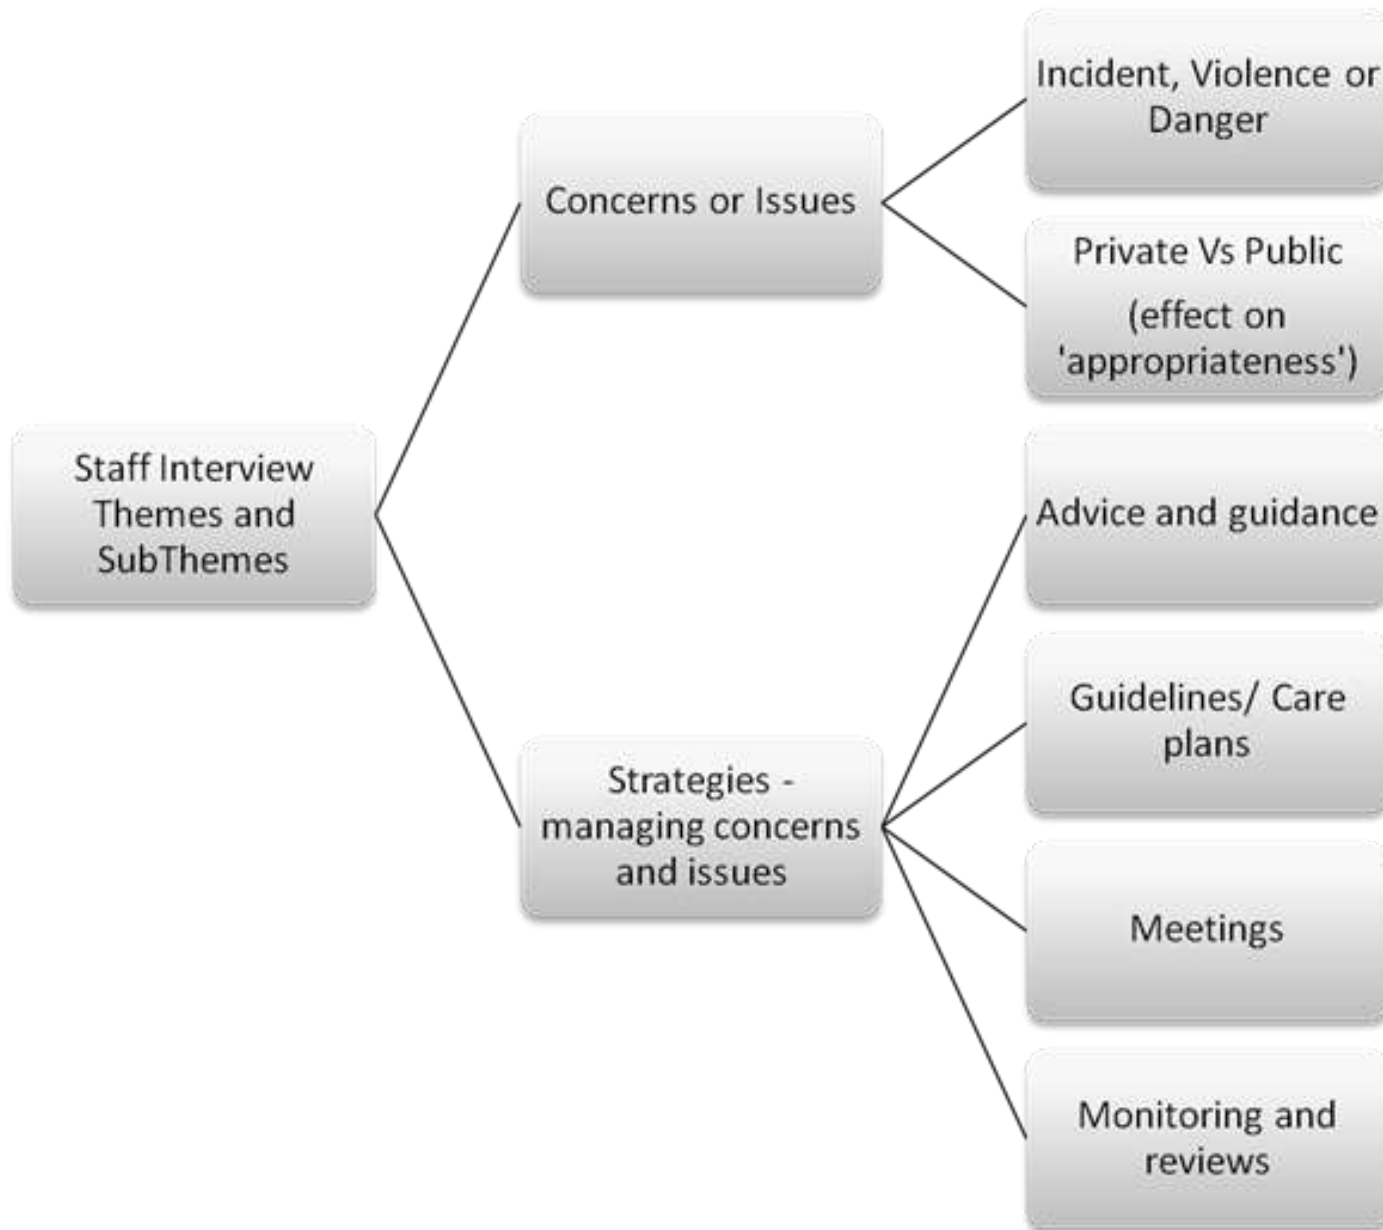 Incident, Violence or
Danger
Concerns or Issues
Private Vs Public
(effect on
'appropriateness')
Staff Interview
Themes and
SubThemes
Advice and guidance
Guidelines/ Care
plans
Strategies -
managing concerns
and issues
Meetings
Monitoring and
reviews